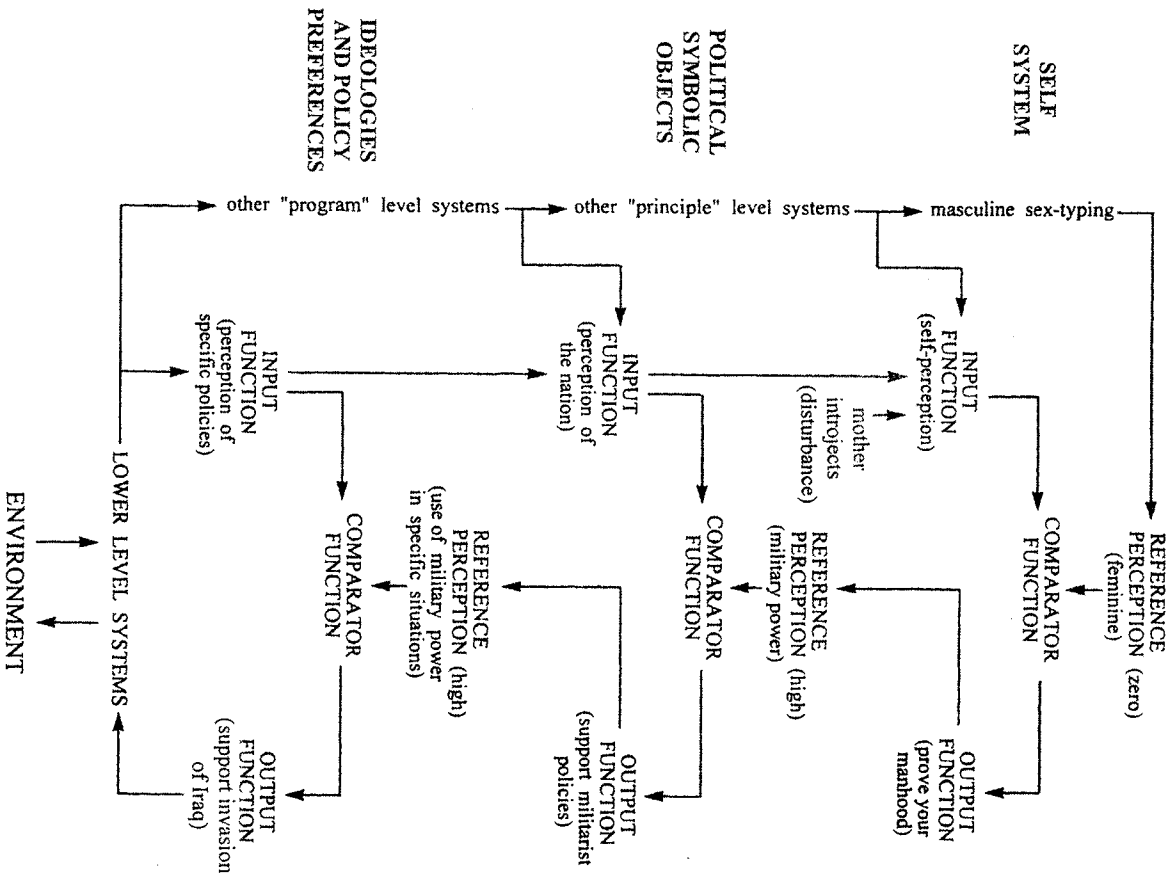 SELF
SYSTEM
masculine sex-typing
REFERENCE
PERCEPTION (zero)
(feminine)
INPUT
FUNCTION
(self-perception)
COMPARATOR
FUNCTION
OUTPUT
FUNCTION
(prove your
manhood)
mother
introjects
(disturbance)
POLITICAL
SYMBOLIC
OBJECTS
other "principle" level systems
REFERENCE
PERCEPTION (high)
(military power)
INPUT
FUNCTION
(perception of
the nation)
COMPARATOR
FUNCTION
OUTPUT
FUNCTION
(support militarist
policies)
IDEOLOGIES
AND POLICY
PREFERENCES
other "program" level systems
REFERENCE
PERCEPTION (high)
(use of military power
in specific situations)
INPUT
FUNCTION
(perception of
specific policies)
COMPARATOR
FUNCTION
OUTPUT
FUNCTION
(support invasion
of Iraq)
LOWER LEVEL SYSTEMS
ENVIRONMENT